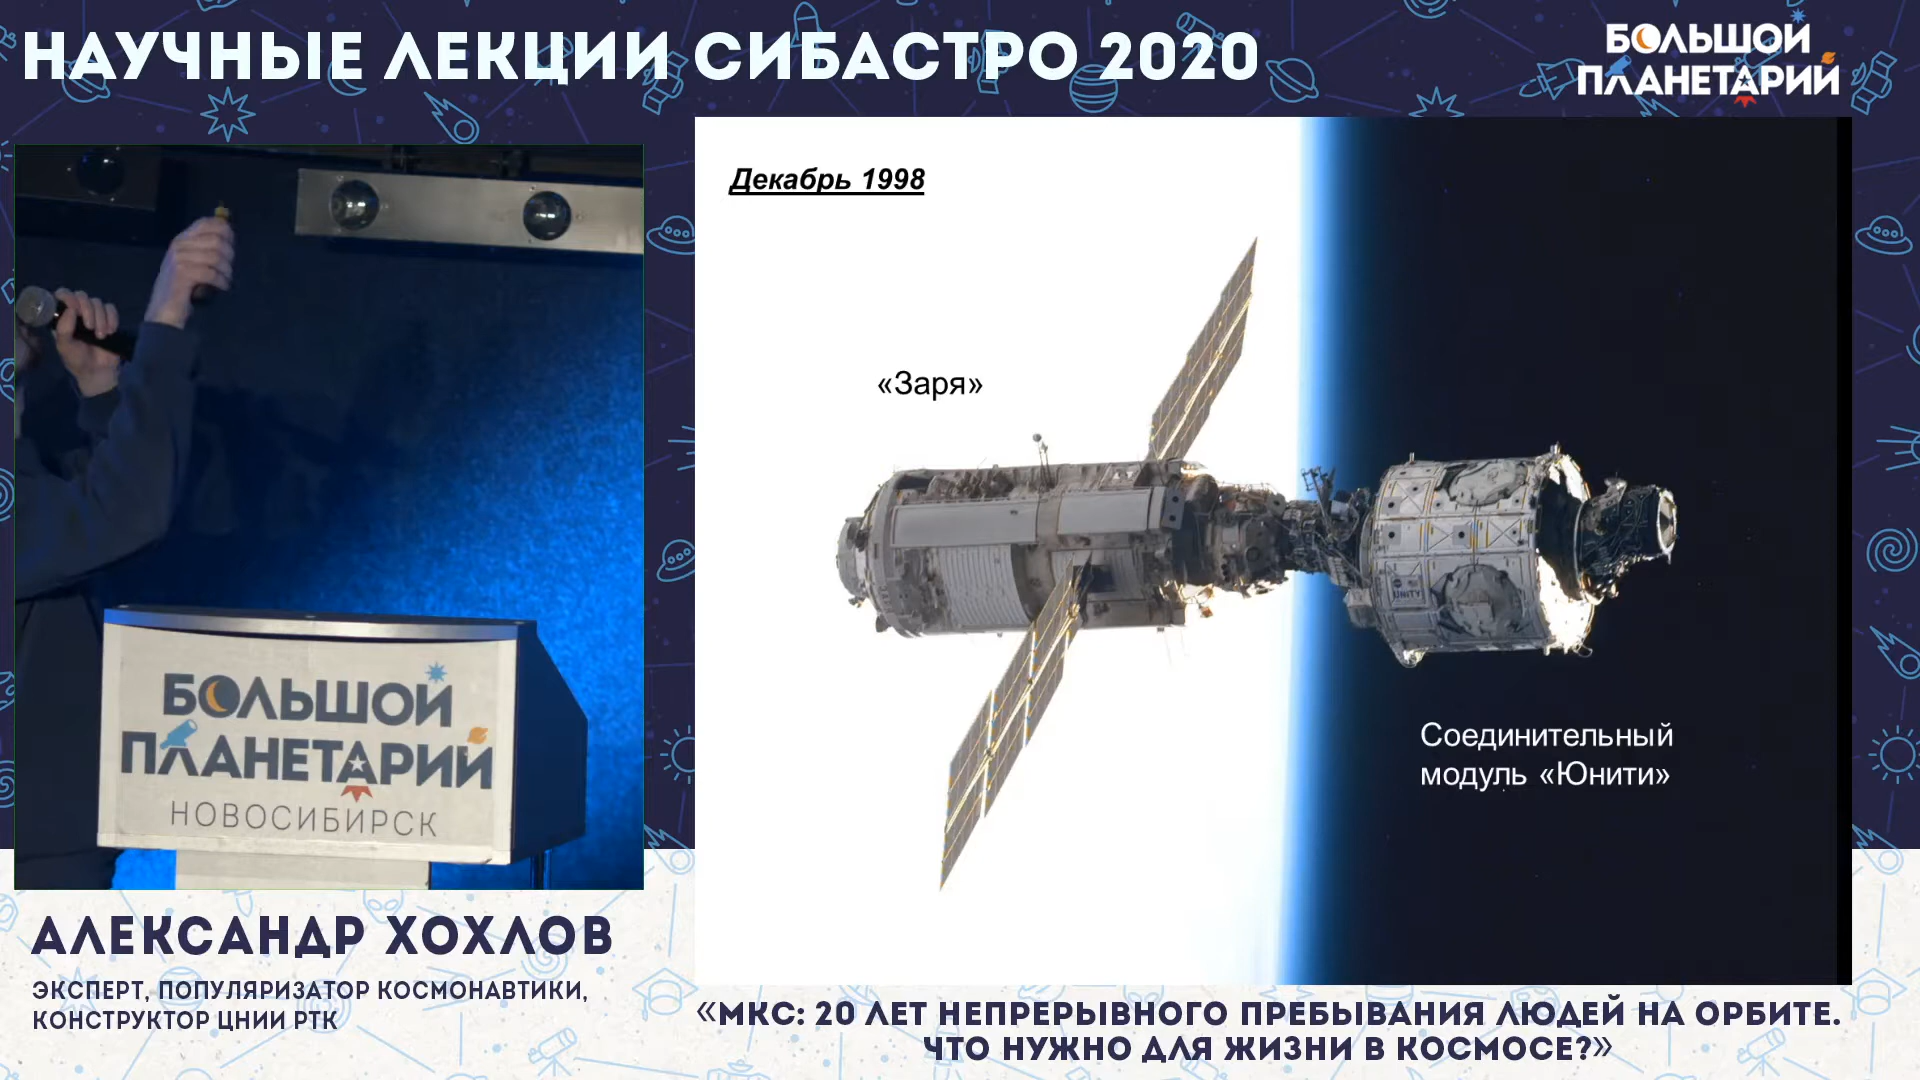 НАУЧНЫЕ ЛЕКЦИИ СИБАСТРО 2020
БОЛЬШОЙ
ПЛАНЕТАРИЙ
Декабрь 1998
«Заря»
UNITY
Соединительный
модуль «Юнити»
БОЛЬШОЙ
ПЛАНЕТАРИЙ
НОВОСИБИРСК
АЛЕКСАНДР ХОХЛОВ
ЭКСПЕРТ, ПОПУЛЯРИЗАТОР КОСМОНАВТИКИ,
КОНСТРУКТОР ЦНИИ РТК
«МКС: 20 ЛЕТ НЕПРЕРЫВНОГО ПРЕБЫВАНИЯ ЛЮДЕЙ НА ОРБИТЕ.
ЧТО НУЖНО ДЛЯ ЖИЗНИ В КОСМОСЕ?»